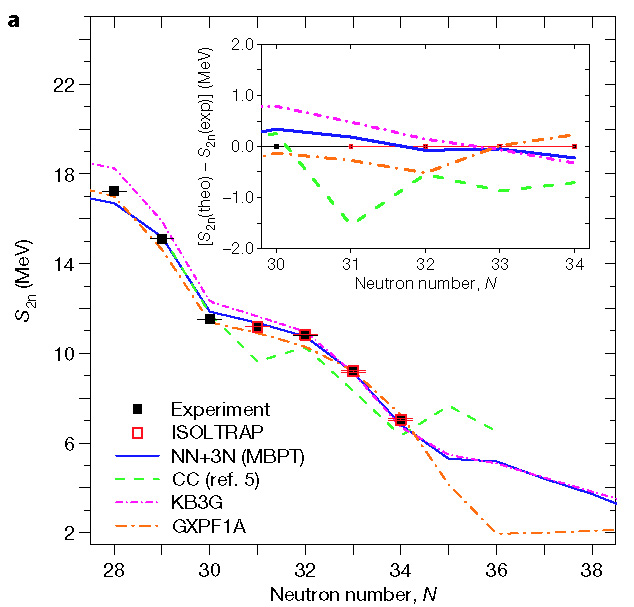 a
22
18
14
10
6
2
S2n (MeV)
28
30
32
34
36
38
Neutron number, N
2.0
1.0
0.0
−1.0
−2.0
[S2n(theo) − S2n(exp)] (MeV)
30
31
32
33
34
Neutron number, N
Experiment
ISOLTRAP
NN+3N (MBPT)
CC (ref. 5)
KB3G
GXPF1A